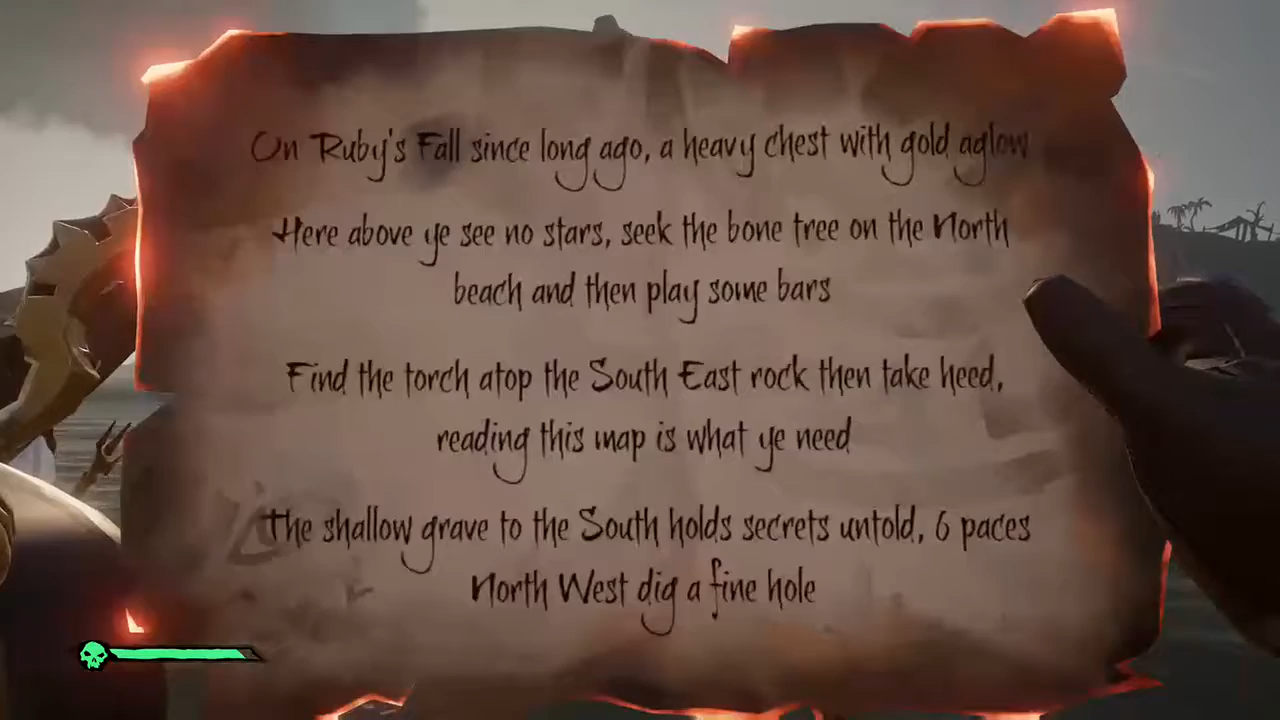 On Ruby's Fall since long ago, a heavy chest with gold aglow
Here above ye see no stars, seek the bone tree on the North
beach and then play some bars
Find the torch atop the South East rock then take heed,
reading this map is what ye need
The shallow grave to the South holds secrets untold, 6 paces
North West dig a fine hole